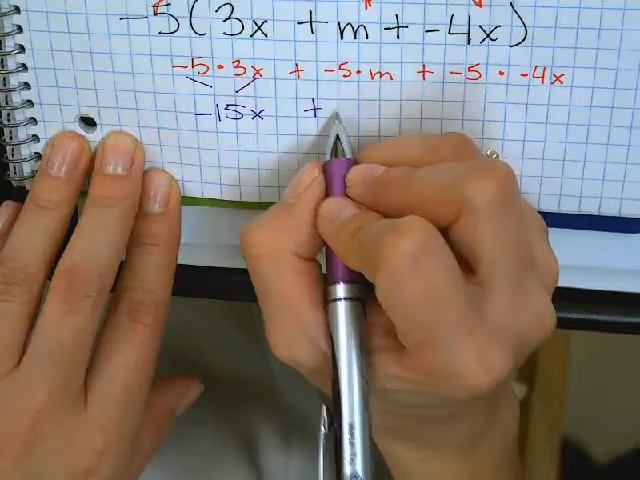 -5(3x + m + -4x)
-5 · 3x + -5 · m + -5 · -4x
-15x +